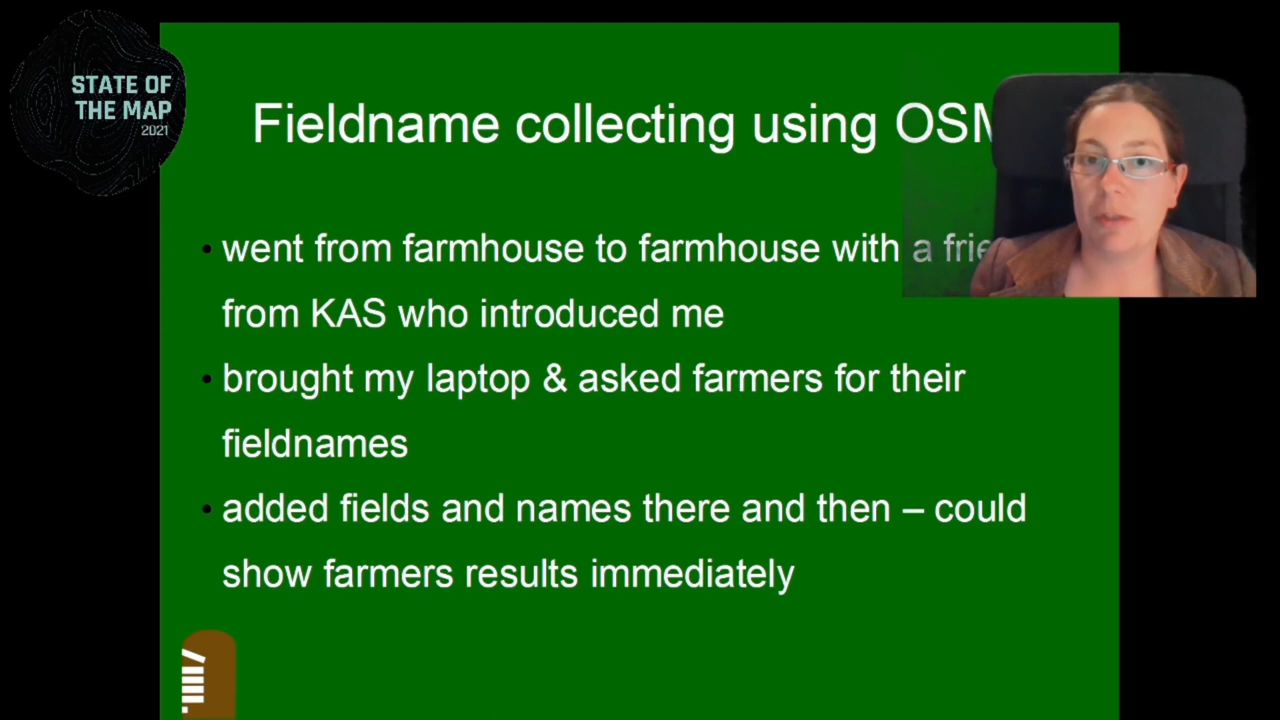 STATE OF
THE MAP
2021
Fieldname collecting using OSM
• went from farmhouse to farmhouse with a
from KAS who introduced me
• brought my laptop & asked farmers for their
fieldnames
• added fields and names there and then – could
show farmers results immediately